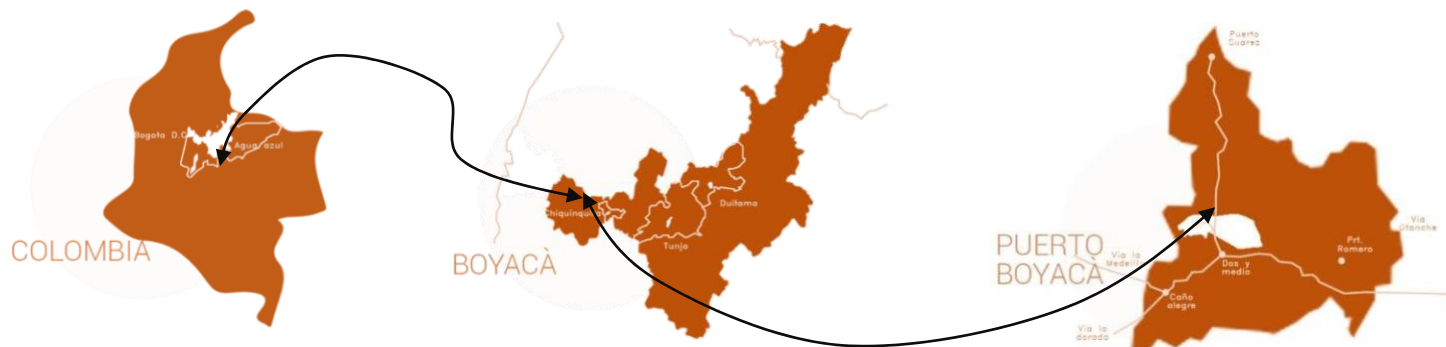 Bogota D.C
Agua azul
COLOMBIA
Chiquinquira
Duitama
Tunja
BOYACÀ
Puerto
Suarez
Via
Otanche
Prt.
Romero
Via la
Medellin
Dos y
medio
Caño
alegre
Via la
dorada
PUERTO
BOYACÀ